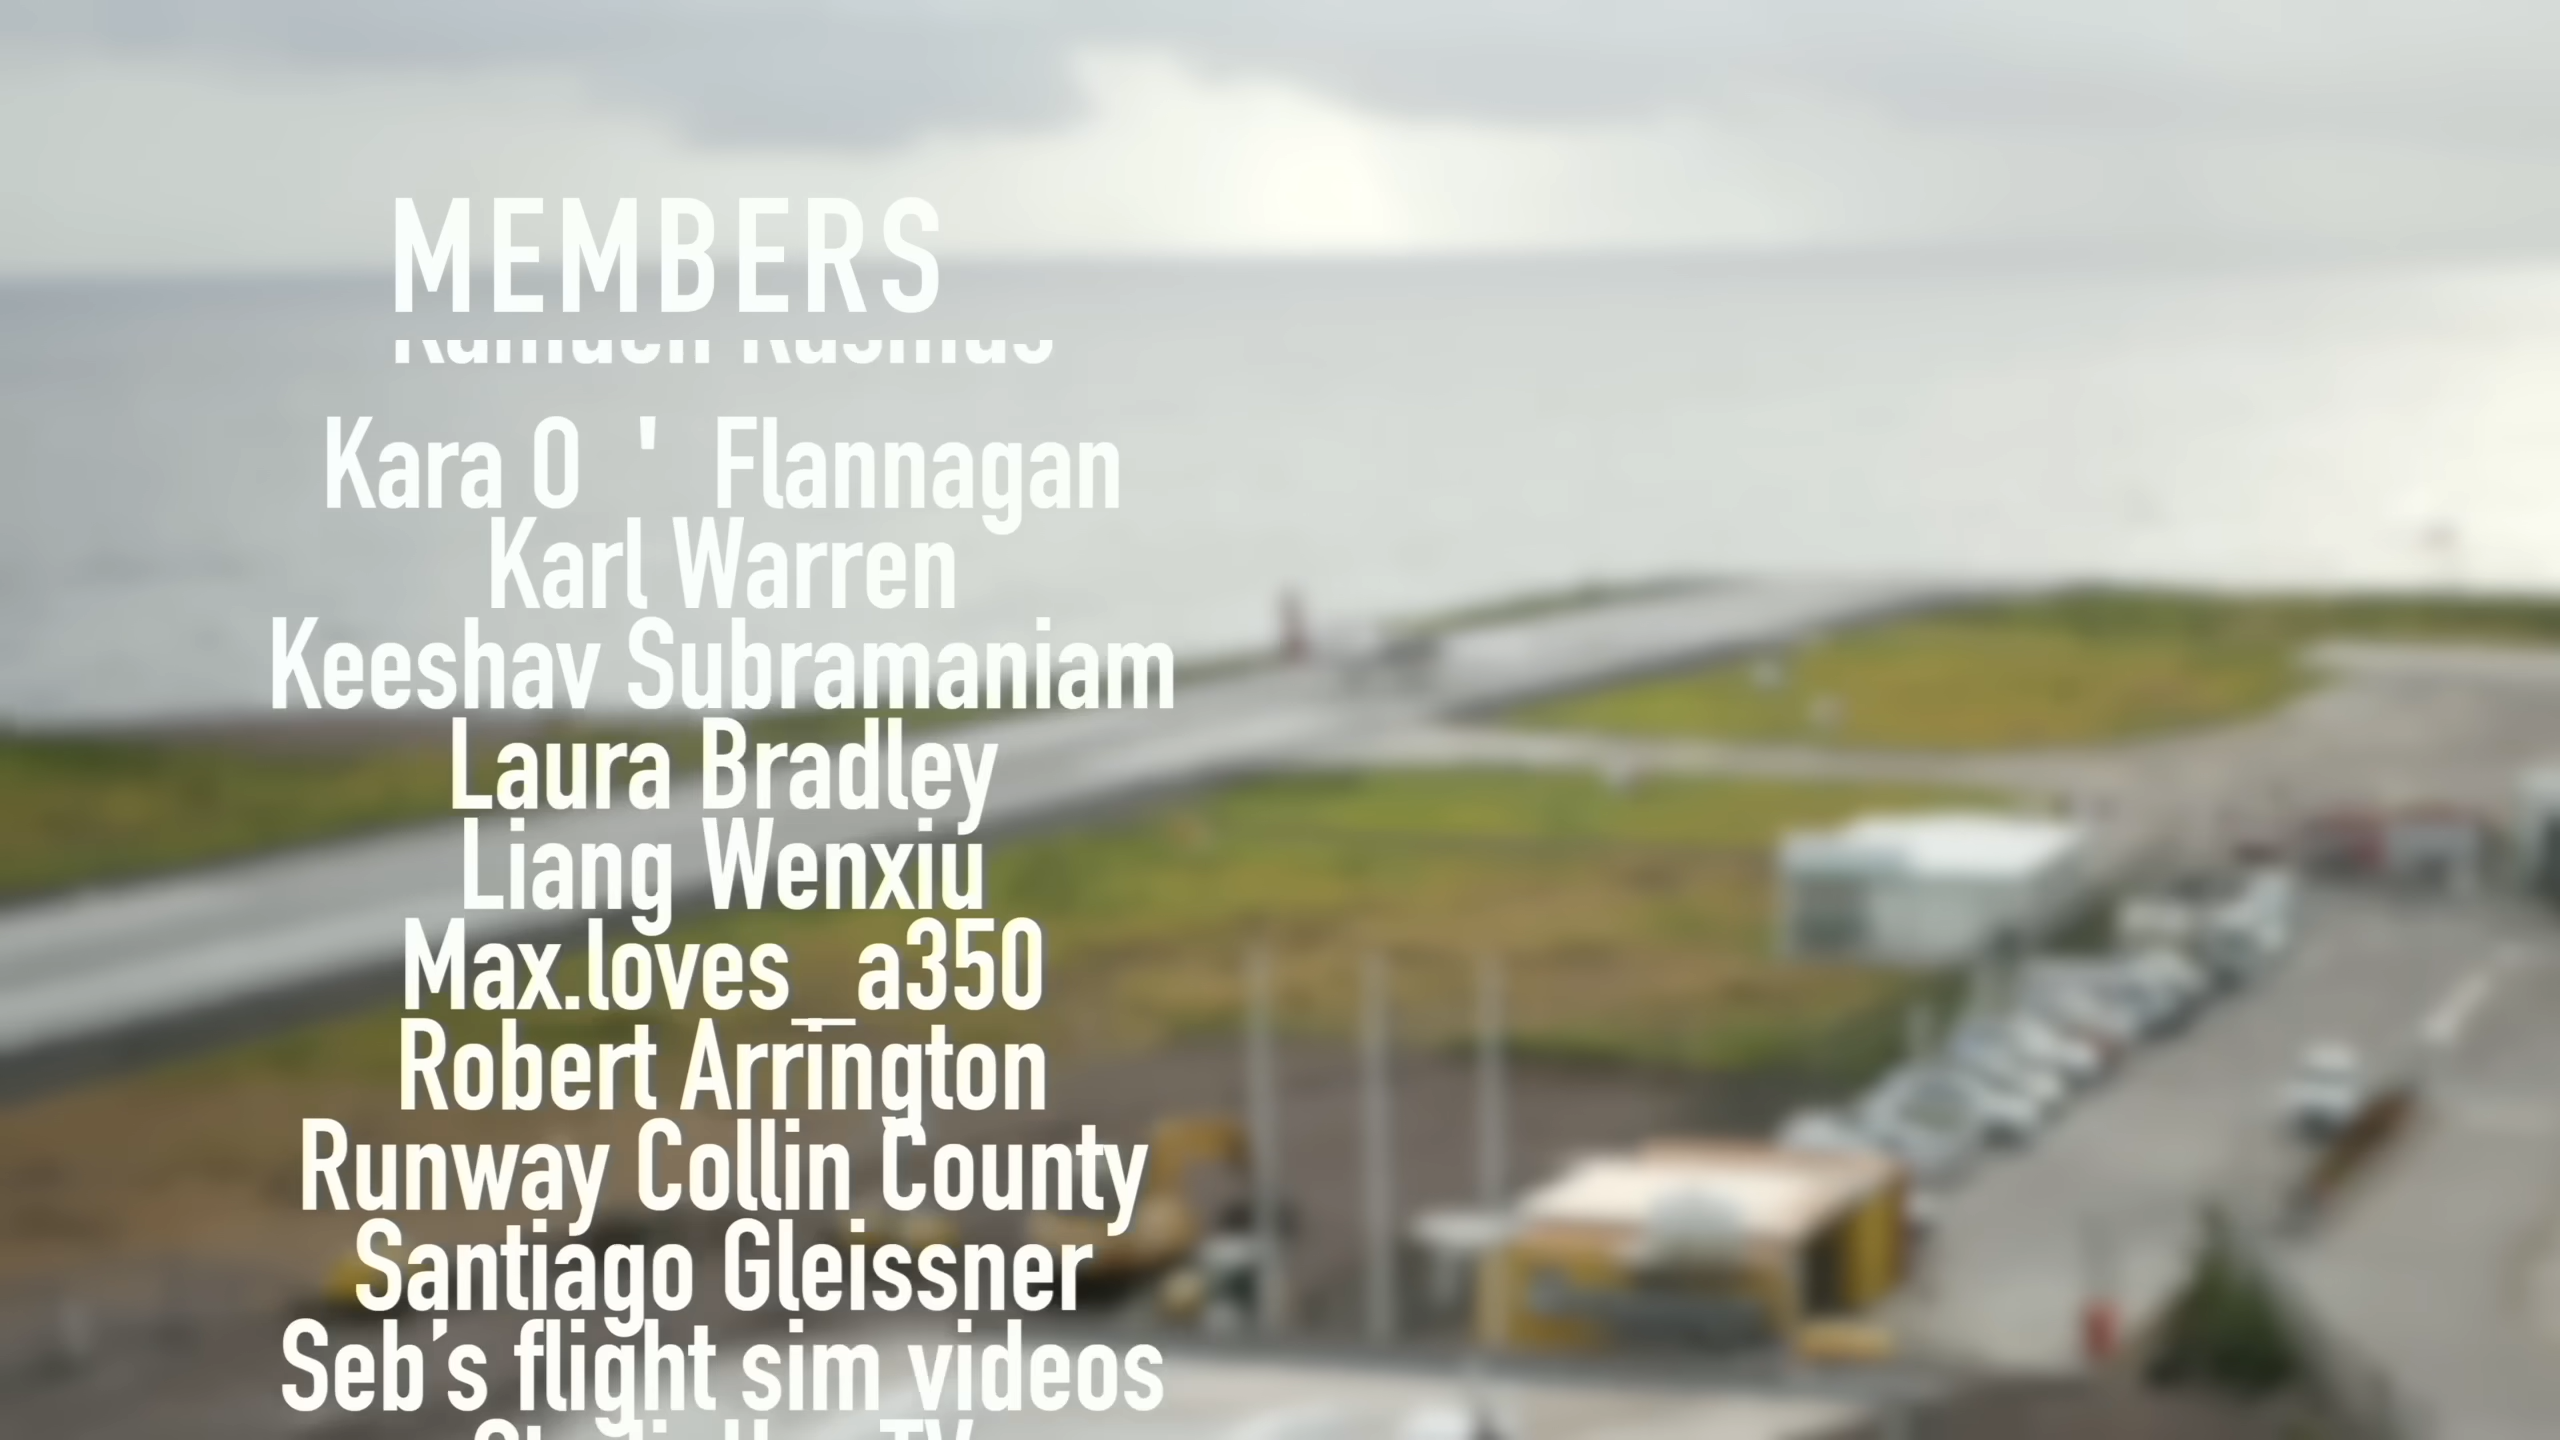 MEMBERS
Kara O ' Flannagan
Karl Warren
Keeshav Subramaniam
Laura Bradley
Liang Wenxiu
Max.loves_a350
Robert Arrington
Runway Collin County
Santiago Gleissner
Seb's flight sim videos
TV